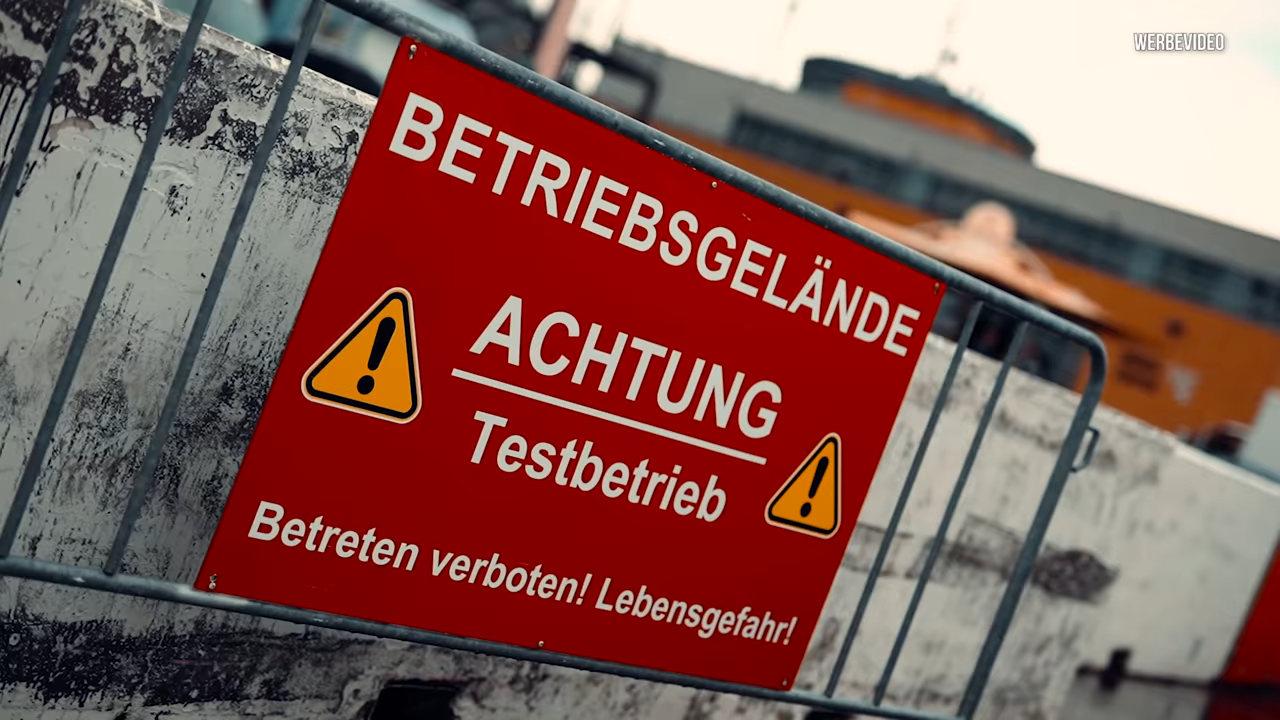 WERBEVIDEO
BETRIEBSGELÄNDE
ACHTUNG
Testbetrieb
Betreten verboten! Lebensgefahr!